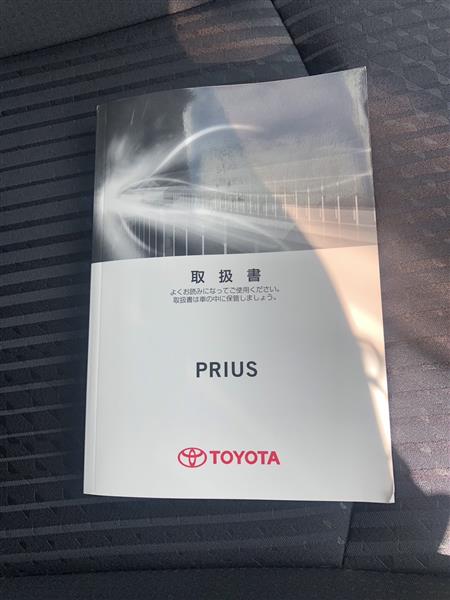 取扱書
よくお読みになってご使用ください。
取扱書は車の中に保管しましょう。
PRIUS
TOYOTA